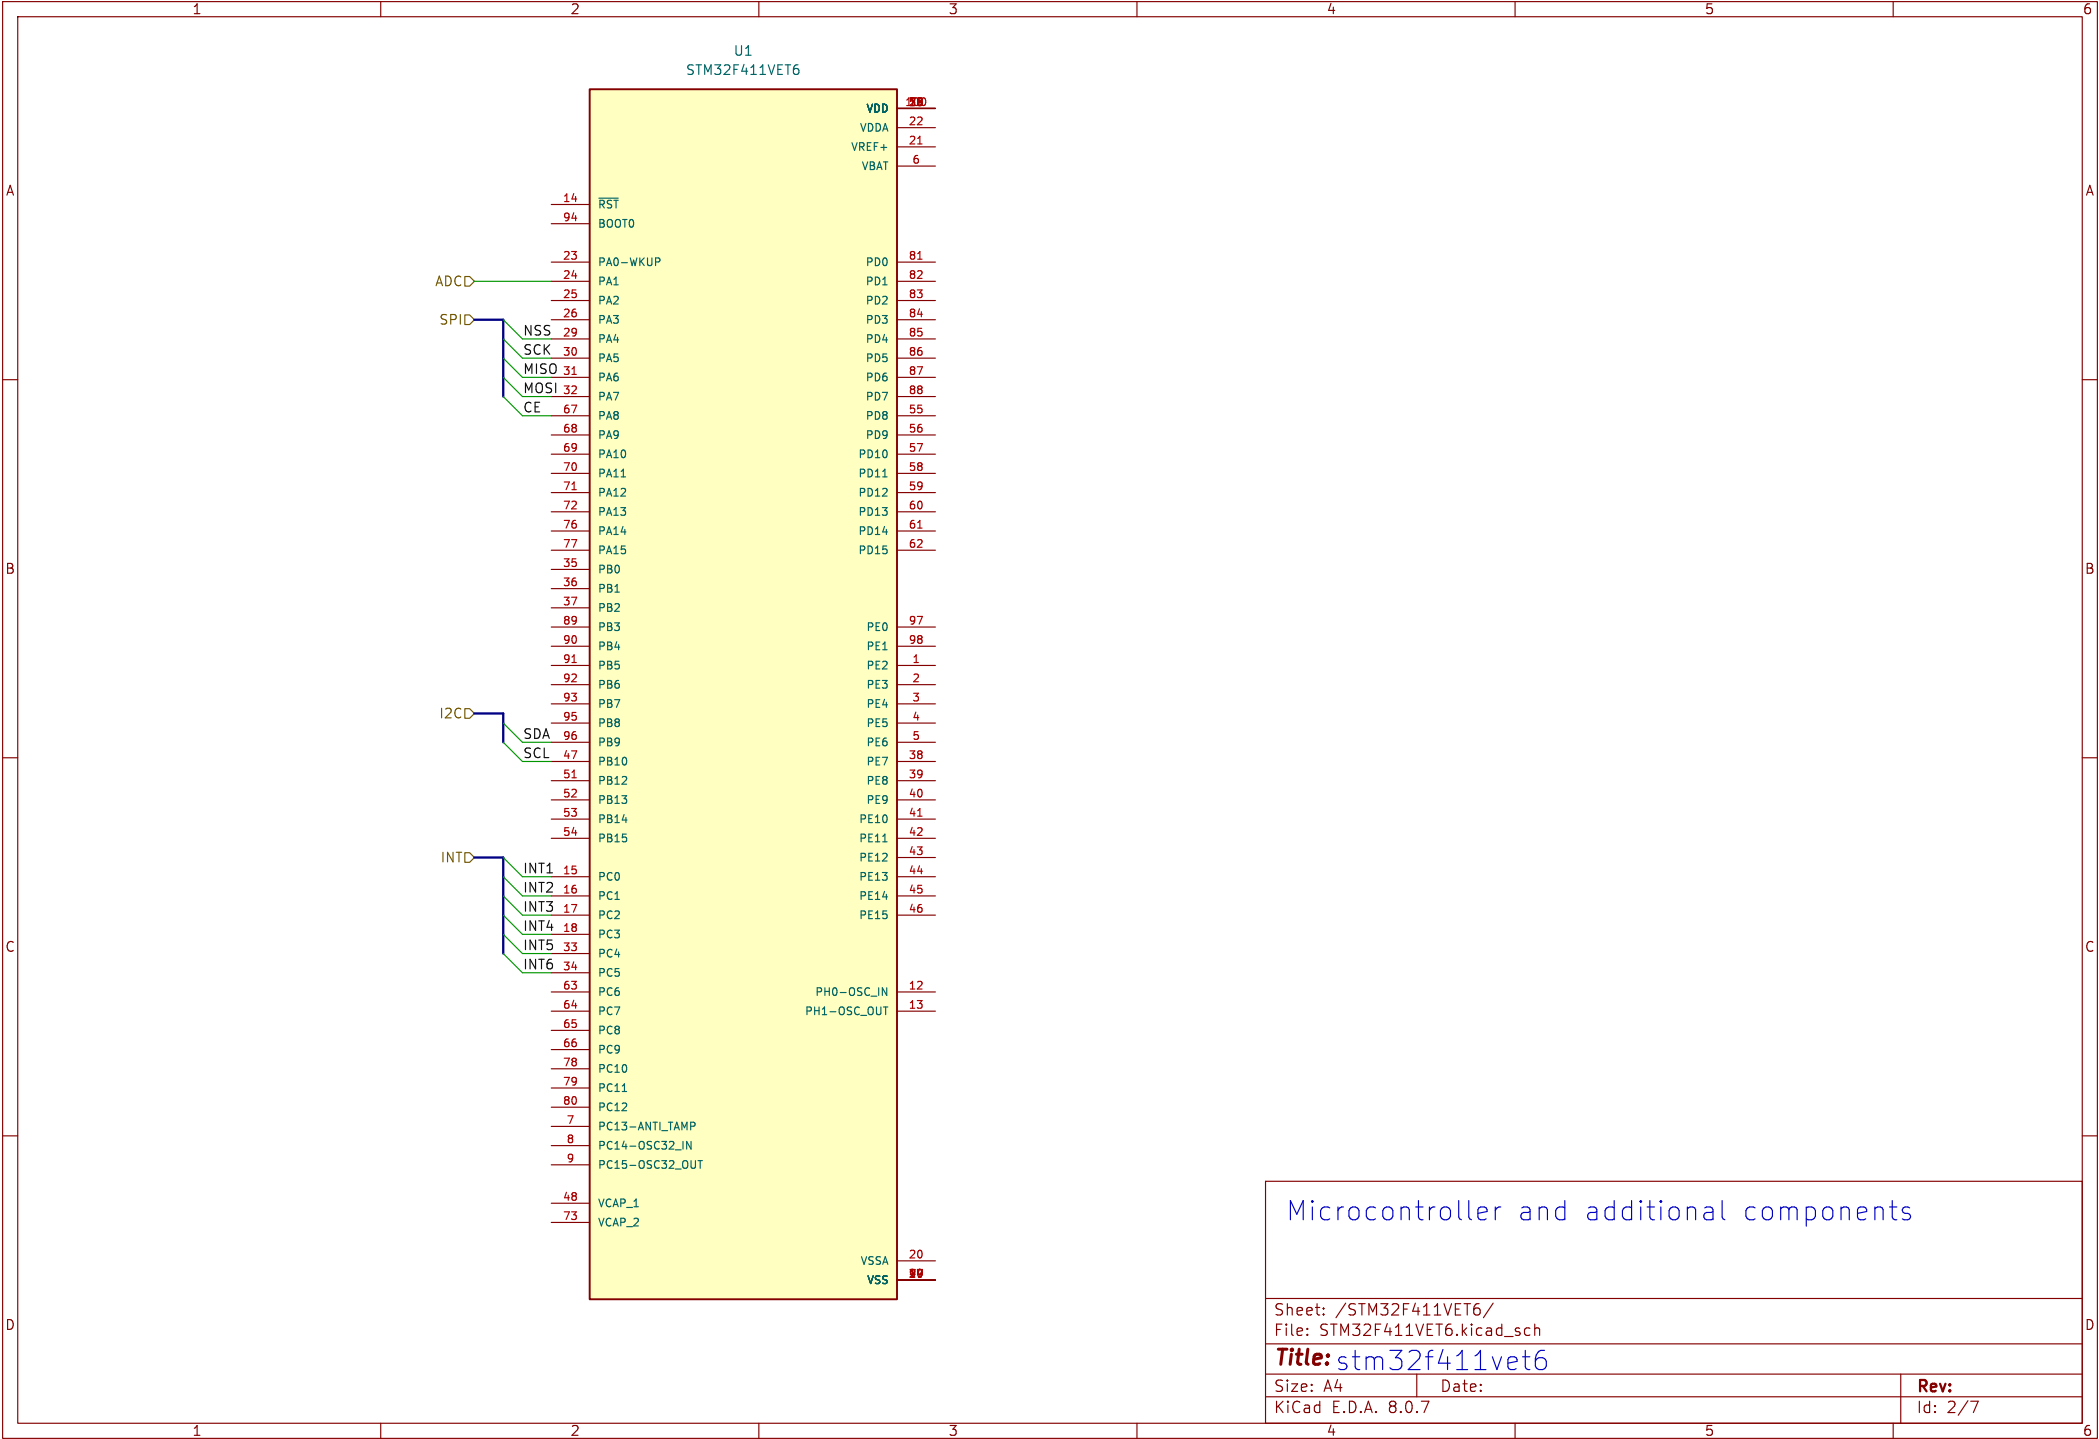 1 2 3 4 5 6
U1
STM32F411VET6
VDD
VDDA 22
VREF+ 21
VBAT 6
A A
14 RST
94 BOOT0
23 PA0-WKUP PD0 81
ADC 24 PA1 PD1 82
25 PA2 PD2 83
SPI 26 PA3 PD3 84
NSS 29 PA4 PD4 85
SCK 30 PA5 PD5 86
MISO 31 PA6 PD6 87
MOSI 32 PA7 PD7 88
CE 67 PA8 PD8 55
68 PA9 PD9 56
69 PA10 PD10 57
70 PA11 PD11 58
71 PA12 PD12 59
72 PA13 PD13 60
76 PA14 PD14 61
77 PA15 PD15 62
B 35 PB0 B
36 PB1
37 PB2
89 PB3 PE0 97
90 PB4 PE1 98
91 PB5 PE2 1
92 PB6 PE3 2
93 PB7 PE4 3
I2C 95 PB8 PE5 4
SDA 96 PB9 PE6 5
SCL 47 PB10 PE7 38
51 PB12 PE8 39
52 PB13 PE9 40
53 PB14 PE10 41
54 PB15 PE11 42
INT PE12 43
INT1 15 PC0 PE13 44
INT2 16 PC1 PE14 45
INT3 17 PC2 PE15 46
INT4 18 PC3
C INT5 33 PC4 C
INT6 34 PC5
63 PC6 PH0-OSC_IN 12
64 PC7 PH1-OSC_OUT 13
65 PC8
66 PC9
78 PC10
79 PC11
80 PC12
7 PC13-ANTI_TAMP
8 PC14-OSC32_IN
9 PC15-OSC32_OUT
48 VCAP_1
73 VCAP_2
VSSA 20
VSS
Microcontroller and additional components
Sheet: /STM32F411VET6/
D File: STM32F411VET6.kicad_sch D
Title: stm32f411vet6
Size: A4 Date: Rev:
KiCad E.D.A. 8.0.7 Id: 2/7
1 2 3 4 5 6